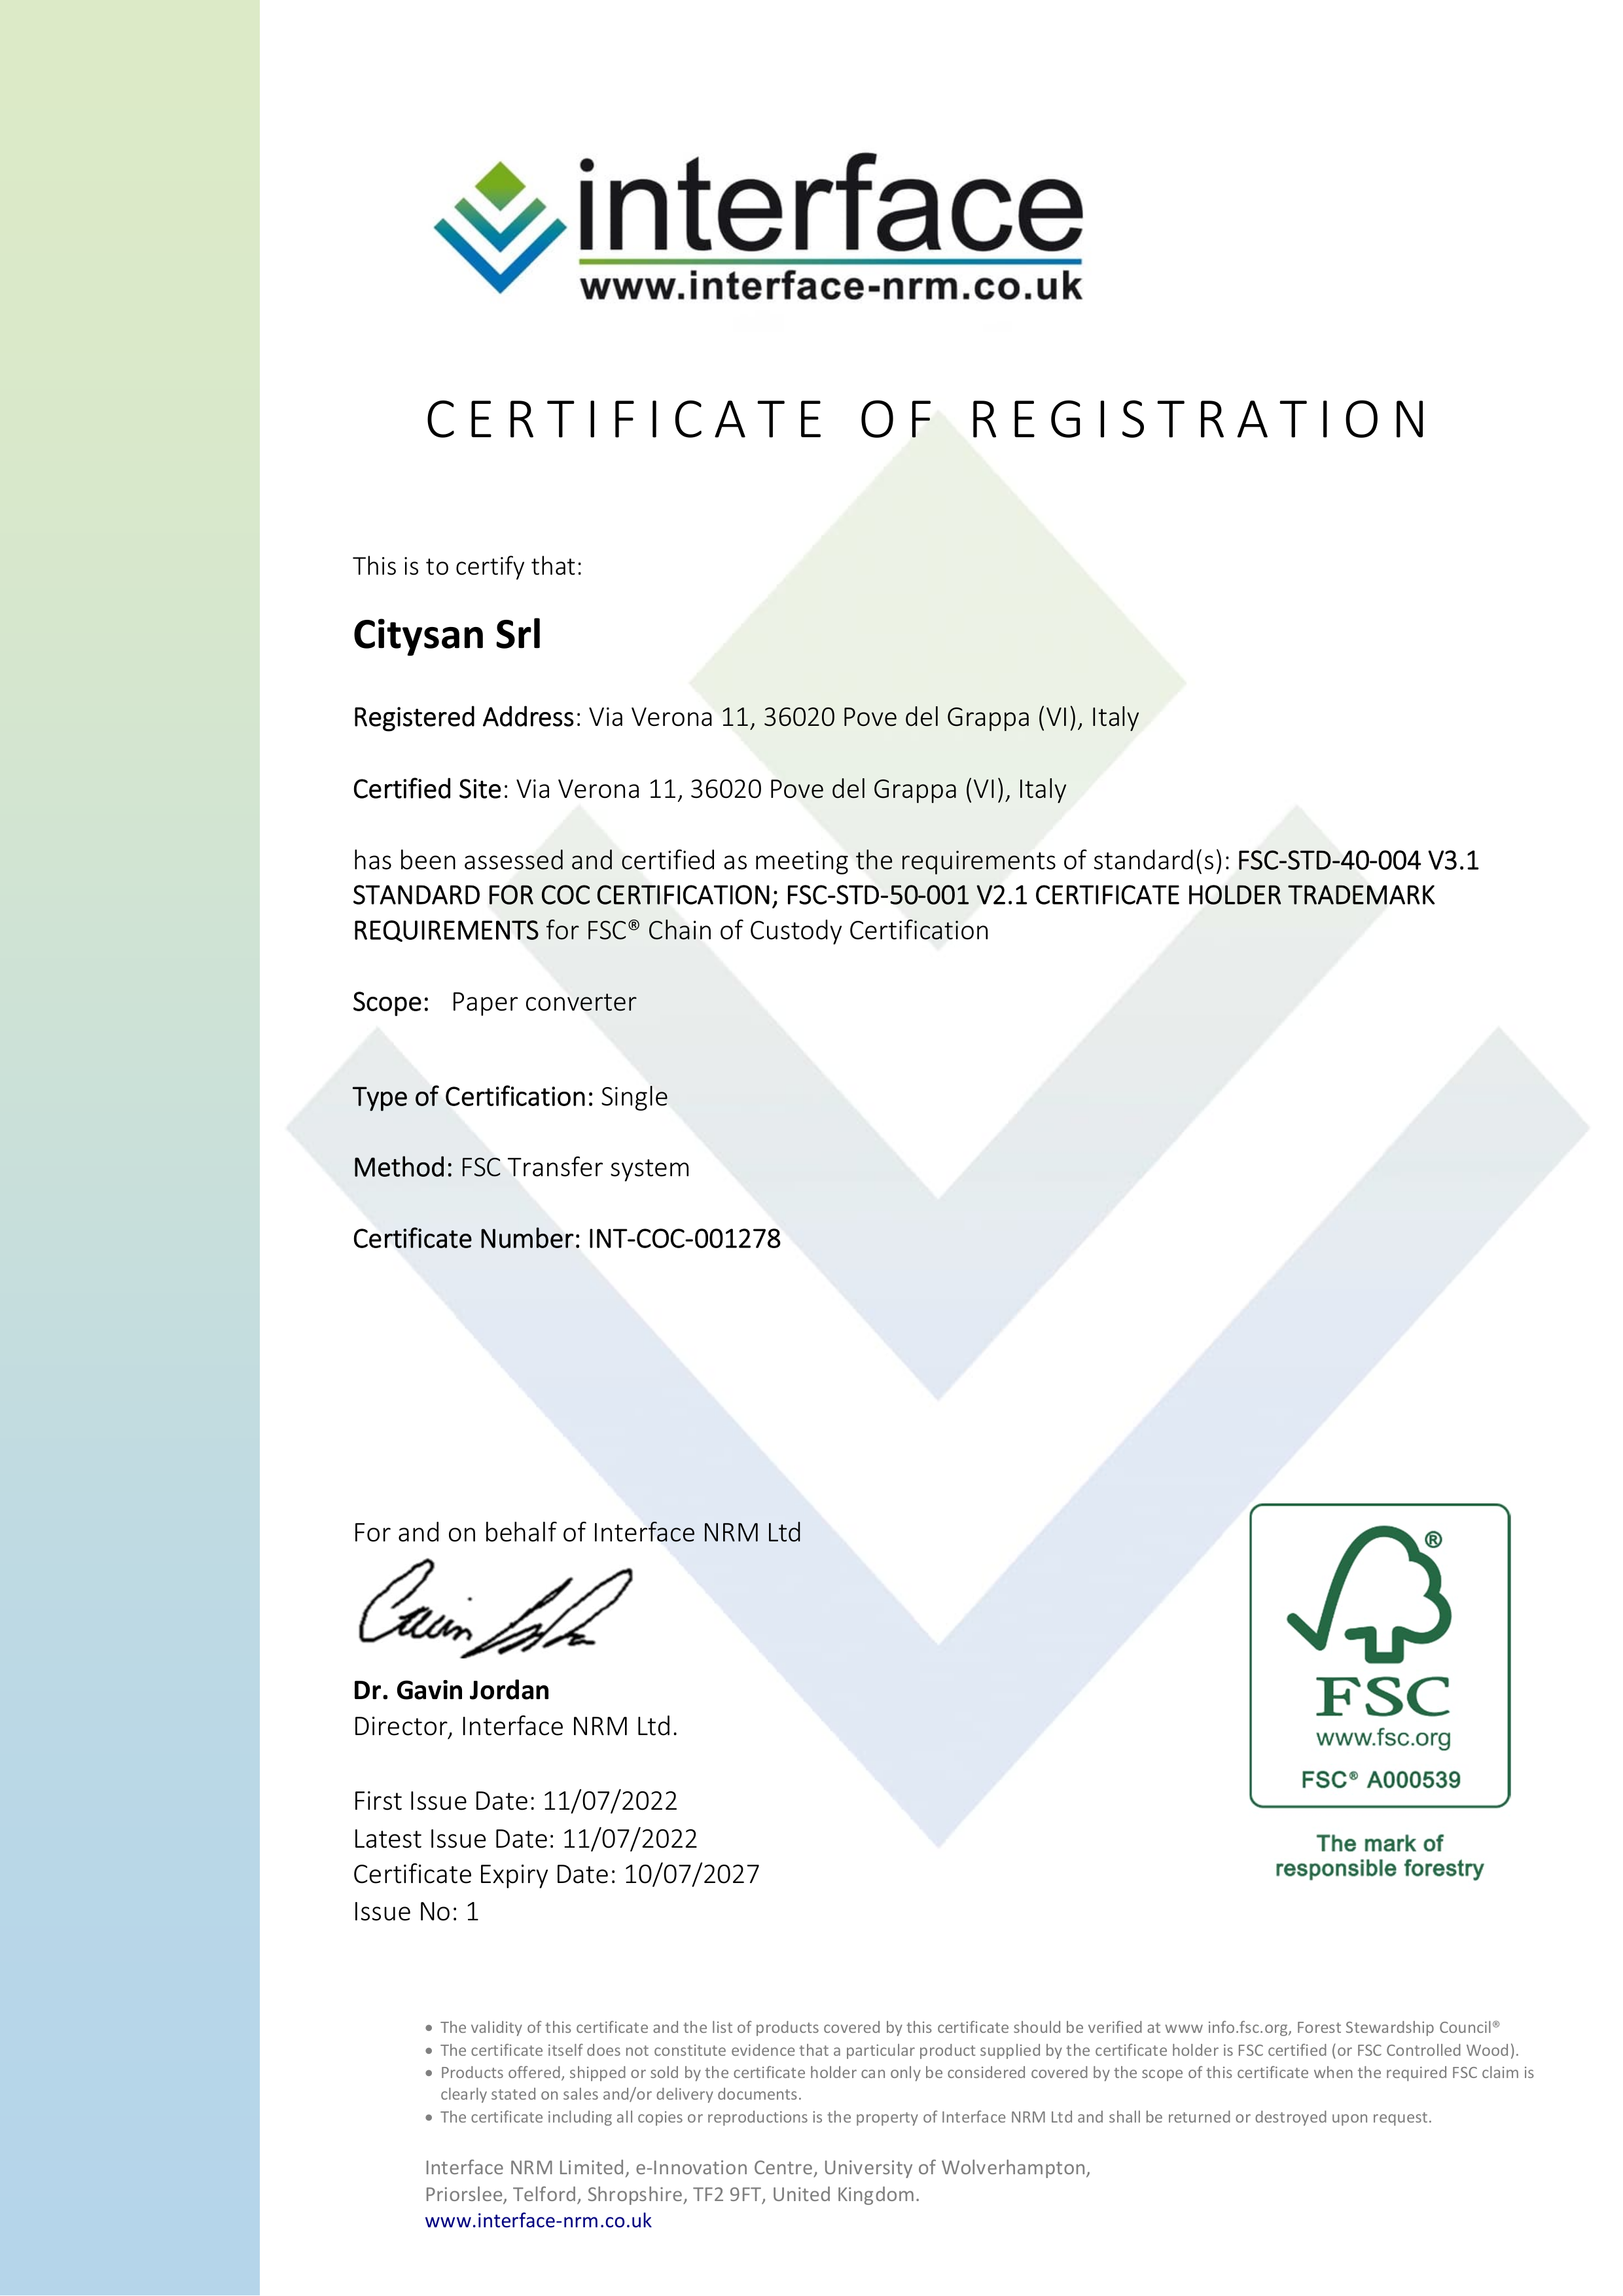 interface
www.interface-nrm.co.uk
CERTIFICATE OF REGISTRATION
This is to certify that:
Citysan Srl
Registered Address: Via Verona 11, 36020 Pove del Grappa (VI), Italy
Certified Site: Via Verona 11, 36020 Pove del Grappa (VI), Italy
has been assessed and certified as meeting the requirements of standard(s): FSC-STD-40-004 V3.1
STANDARD FOR COC CERTIFICATION; FSC-STD-50-001 V2.1 CERTIFICATE HOLDER TRADEMARK
REQUIREMENTS for FSC® Chain of Custody Certification
Scope: Paper converter
Type of Certification: Single
Method: FSC Transfer system
Certificate Number: INT-COC-001278
For and on behalf of Interface NRM Ltd
Dr. Gavin Jordan
Director, Interface NRM Ltd.
First Issue Date: 11/07/2022
Latest Issue Date: 11/07/2022
Certificate Expiry Date: 10/07/2027
Issue No: 1
®
FSC
www.fsc.org
FSC® A000539
The mark of
responsible forestry
• The validity of this certificate and the list of products covered by this certificate should be verified at www info.fsc.org, Forest Stewardship Council®
• The certificate itself does not constitute evidence that a particular product supplied by the certificate holder is FSC certified (or FSC Controlled Wood).
• Products offered, shipped or sold by the certificate holder can only be considered covered by the scope of this certificate when the required FSC claim is
clearly stated on sales and/or delivery documents.
• The certificate including all copies or reproductions is the property of Interface NRM Ltd and shall be returned or destroyed upon request.
Interface NRM Limited, e-Innovation Centre, University of Wolverhampton,
Priorslee, Telford, Shropshire, TF2 9FT, United Kingdom.
www.interface-nrm.co.uk